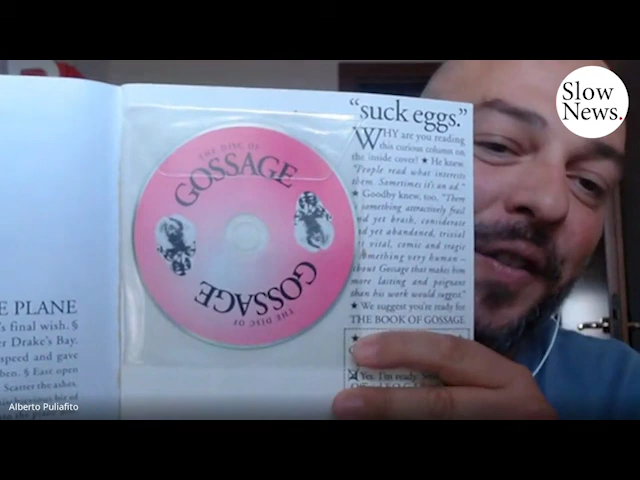 Slow
News.
"suck eggs."
WHY are you reading
this curious column on
the inside cover? ★ He knew.
"People read what interests
them. Sometimes it's an ad."
★ Goodby knew, too. "There
is something attractively frail
and yet brash, considerate
and yet abandoned, trivial
yet vital, comic and tragic
something very human –
about Gossage that makes him
more lasting and poignant
than his work would suggest."
★ We suggest you're ready for
THE BOOK OF GOSSAGE
Yes. I'm ready.
THE DISC OF
GOSSAGE
THE DISC OF
GOSSAGE
E PLANE
's final wish. §
er Drake's Bay.
speed and gave
ben. § East open
Scatter the ashes.
Alberto Puliafito